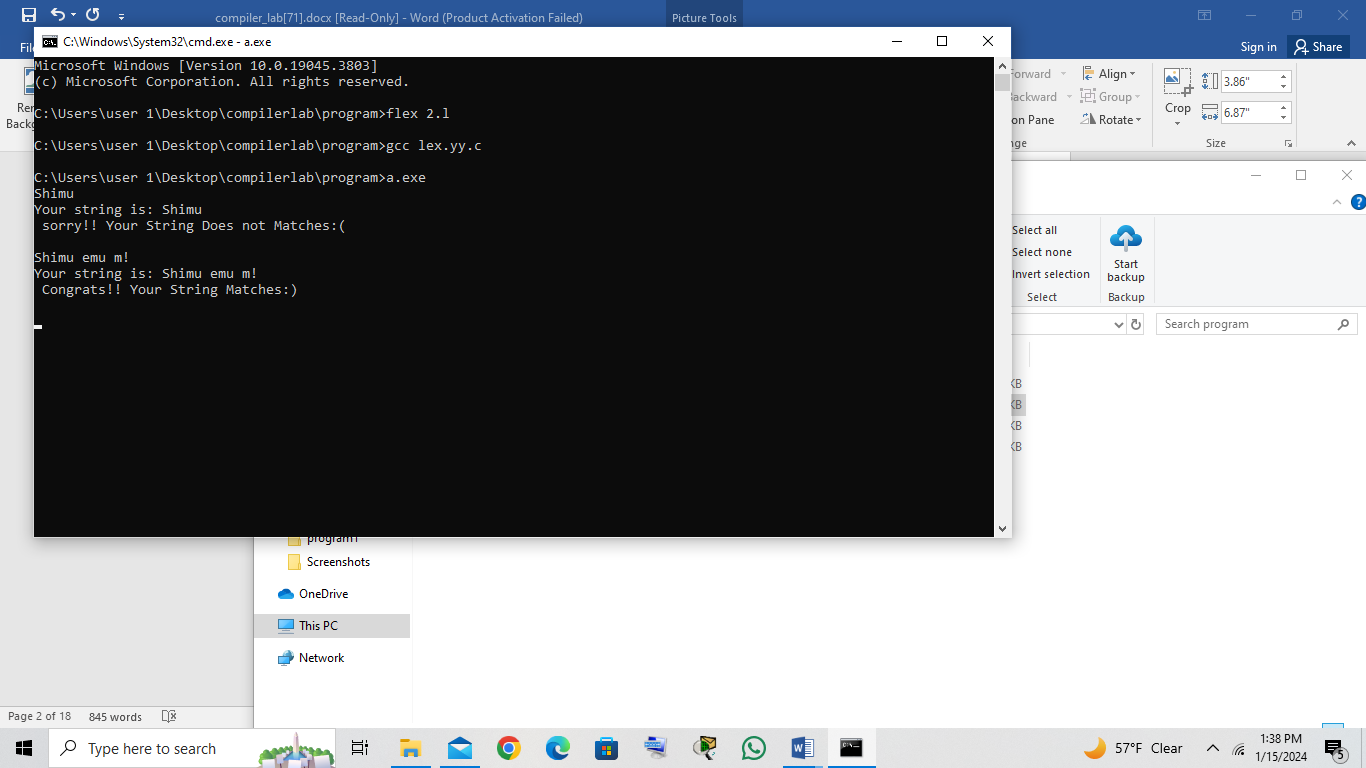 compiler_lab[71].docx [Read-Only] - Word (Product Activation Failed)
Picture Tools
Sign in
Share
C:\Windows\System32\cmd.exe - a.exe
Microsoft Windows [Version 10.0.19045.3803]
(c) Microsoft Corporation. All rights reserved.
C:\Users\user 1\Desktop\compilerlab\program>flex 2.l
C:\Users\user 1\Desktop\compilerlab\program>gcc lex.yy.c
C:\Users\user 1\Desktop\compilerlab\program>a.exe
Shimu
Your string is: Shimu
sorry!! Your String Does not Matches:(
Shimu emu m!
Your string is: Shimu emu m!
Congrats!! Your String Matches:)
Forward
Align
3.86"
Backward
Group
Crop
6.87"
on Pane
Rotate
nge
Size
Select all
Select none
Invert selection
Select
Start
backup
Backup
Search program
KB
KB
KB
KB
program1
Screenshots
OneDrive
This PC
Network
Page 2 of 18
845 words
Type here to search
57°F Clear
1:38 PM
1/15/2024
5